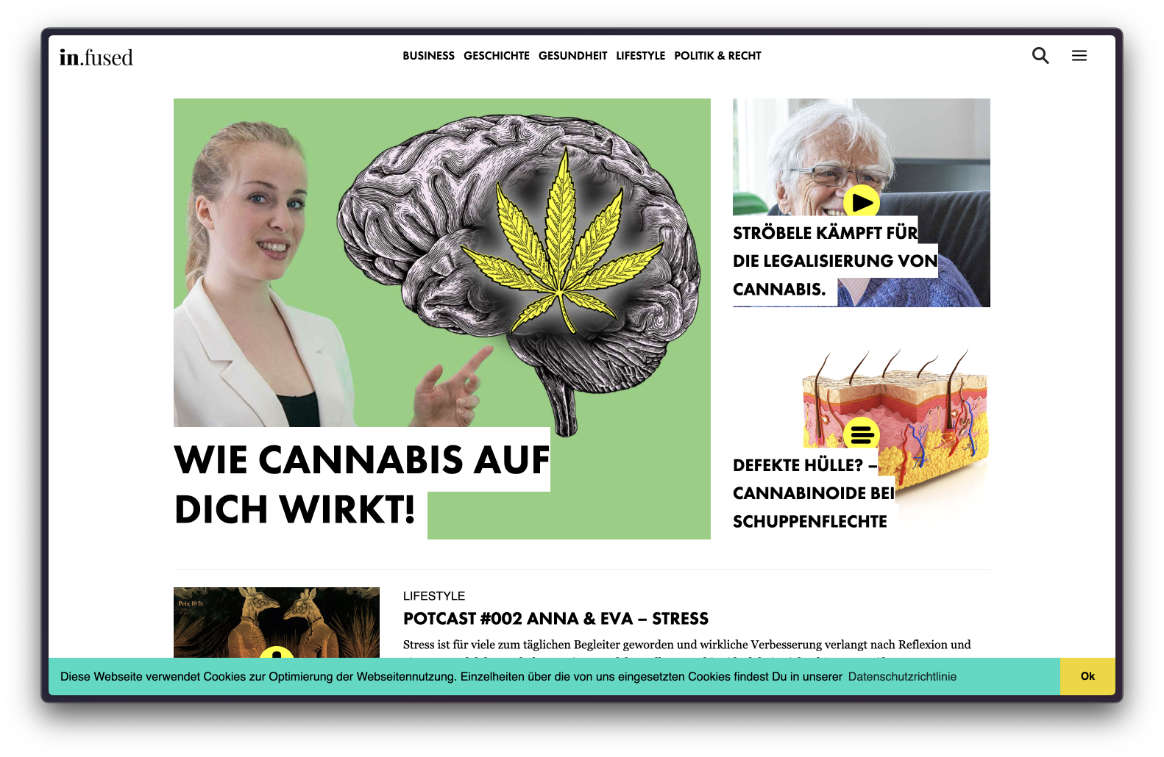 in.fused
BUSINESS GESCHICHTE GESUNDHEIT LIFESTYLE POLITIK & RECHT
WIE CANNABIS AUF
DICH WIRKT!
STRÖBELE KÄMPFT FÜR
DIE LEGALISIERUNG VON
CANNABIS.
DEFEKTE HÜLLE? –
CANNABINOIDE BEI
SCHUPPENFLECHTE
LIFESTYLE
POTCAST #002 ANNA & EVA – STRESS
Stress ist für viele zum täglichen Begleiter geworden und wirkliche Verbesserung verlangt nach Reflexion und
Diese Webseite verwendet Cookies zur Optimierung der Webseitennutzung. Einzelheiten über die von uns eingesetzten Cookies findest Du in unserer Datenschutzrichtlinie
Ok